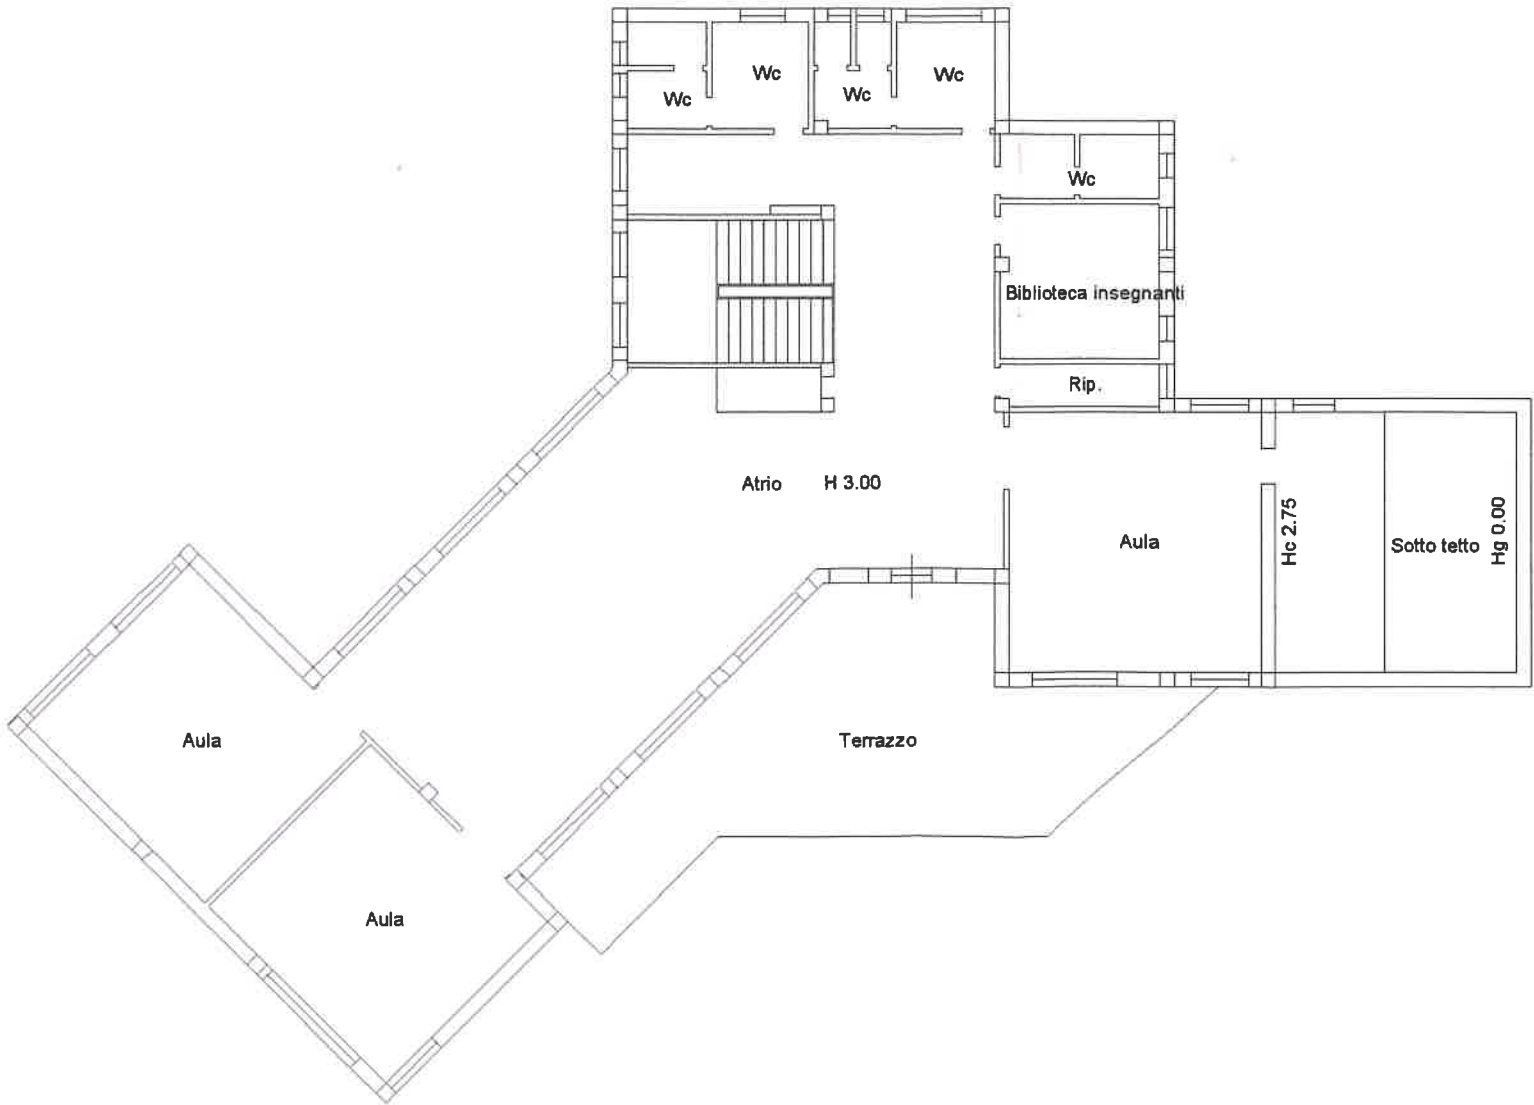 Wc
Wc
Wc
Wc
Wc
Biblioteca insegnanti
Rip.
Atrio H 3.00
Aula
Hc 2.75
Sotto tetto
Hg 0.00
Aula
Terrazzo
Aula